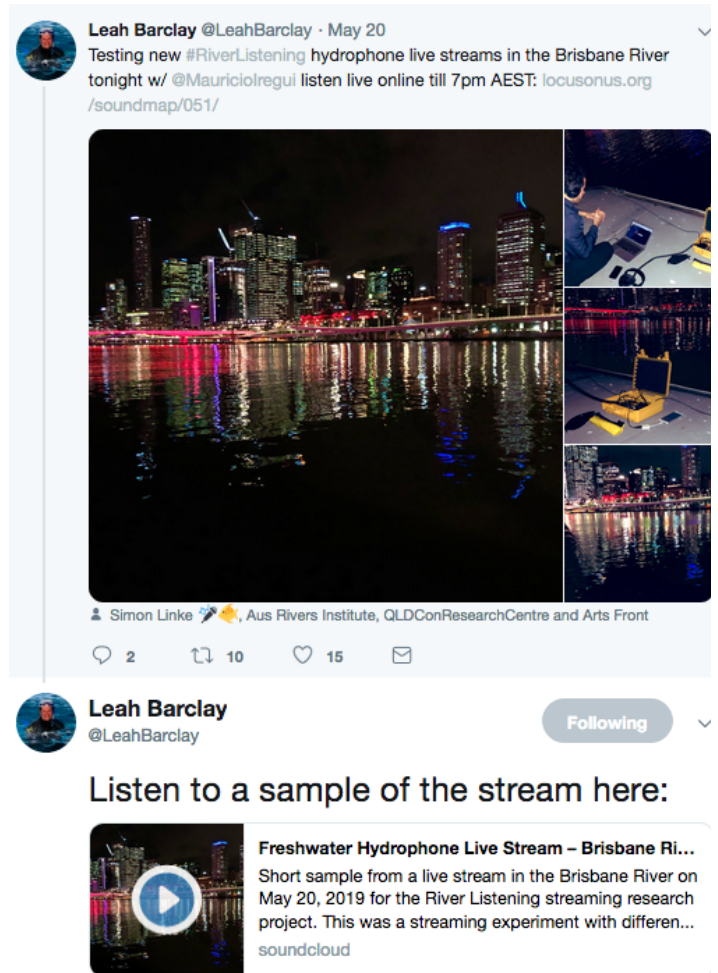 Leah Barclay @LeahBarclay · May 20
Testing new #RiverListening hydrophone live streams in the Brisbane River
tonight w/ @MauricioIregui listen live online till 7pm AEST: locusonus.org
/soundmap/051/
Simon Linke 🎤🐠, Aus Rivers Institute, QLDConResearchCentre and Arts Front
2 10 15
Leah Barclay
@LeahBarclay
Following
Listen to a sample of the stream here:
Freshwater Hydrophone Live Stream – Brisbane Ri...
Short sample from a live stream in the Brisbane River on
May 20, 2019 for the River Listening streaming research
project. This was a streaming experiment with differen...
soundcloud